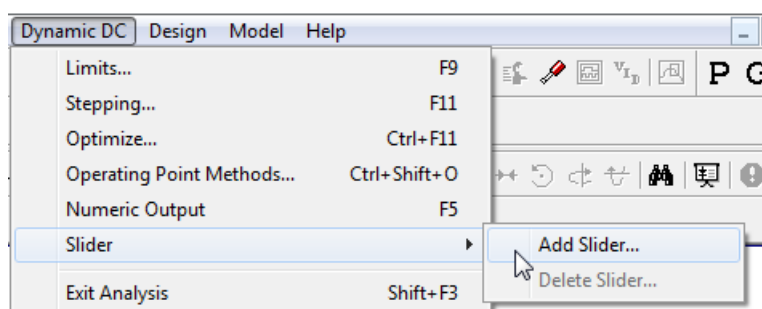 Dynamic DC Design Model Help
Limits... F9
Stepping... F11
Optimize... Ctrl+F11
Operating Point Methods... Ctrl+Shift+O
Numeric Output F5
Slider
Add Slider...
Delete Slider...
Exit Analysis Shift+F3
V I D
P